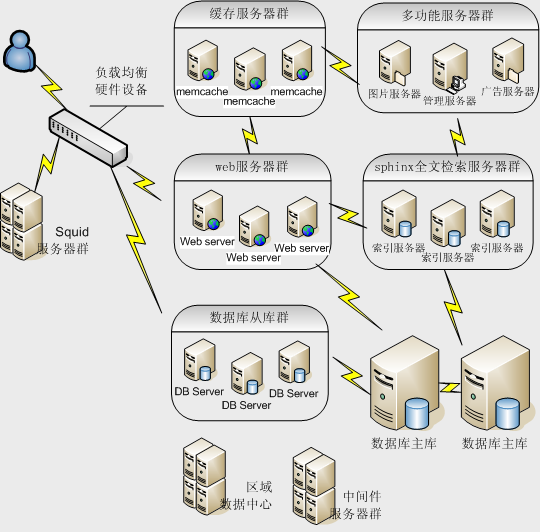 缓存服务器群
多功能服务器群
负载均衡
硬件设备
memcache
memcache
memcache
图片服务器
管理服务器
广告服务器
web服务器群
sphinx全文检索服务器群
Squid
服务器群
Web server
Web server
Web server
索引服务器
索引服务器
索引服务器
数据库从库群
DB Server
DB Server
DB Server
数据库主库
数据库主库
区域
数据中心
中间件
服务器群